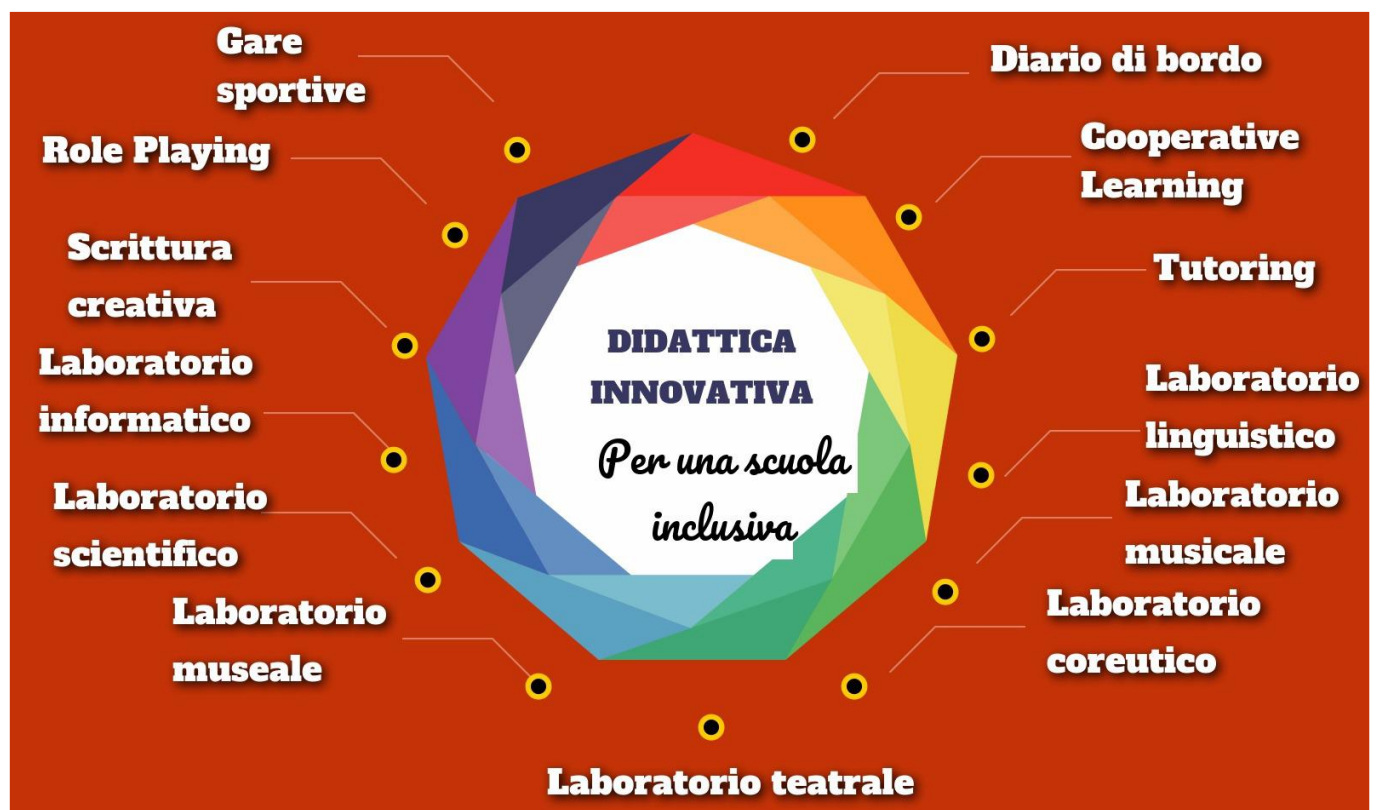 Gare
sportive
Role Playing
Scrittura
creativa
Laboratorio
informatico
Laboratorio
scientifico
Laboratorio
museale
DIDATTICA
INNOVATIVA
Per una scuola
inclusiva
Diario di bordo
Cooperative
Learning
Tutoring
Laboratorio
linguistico
Laboratorio
musicale
Laboratorio
coreutico
Laboratorio teatrale